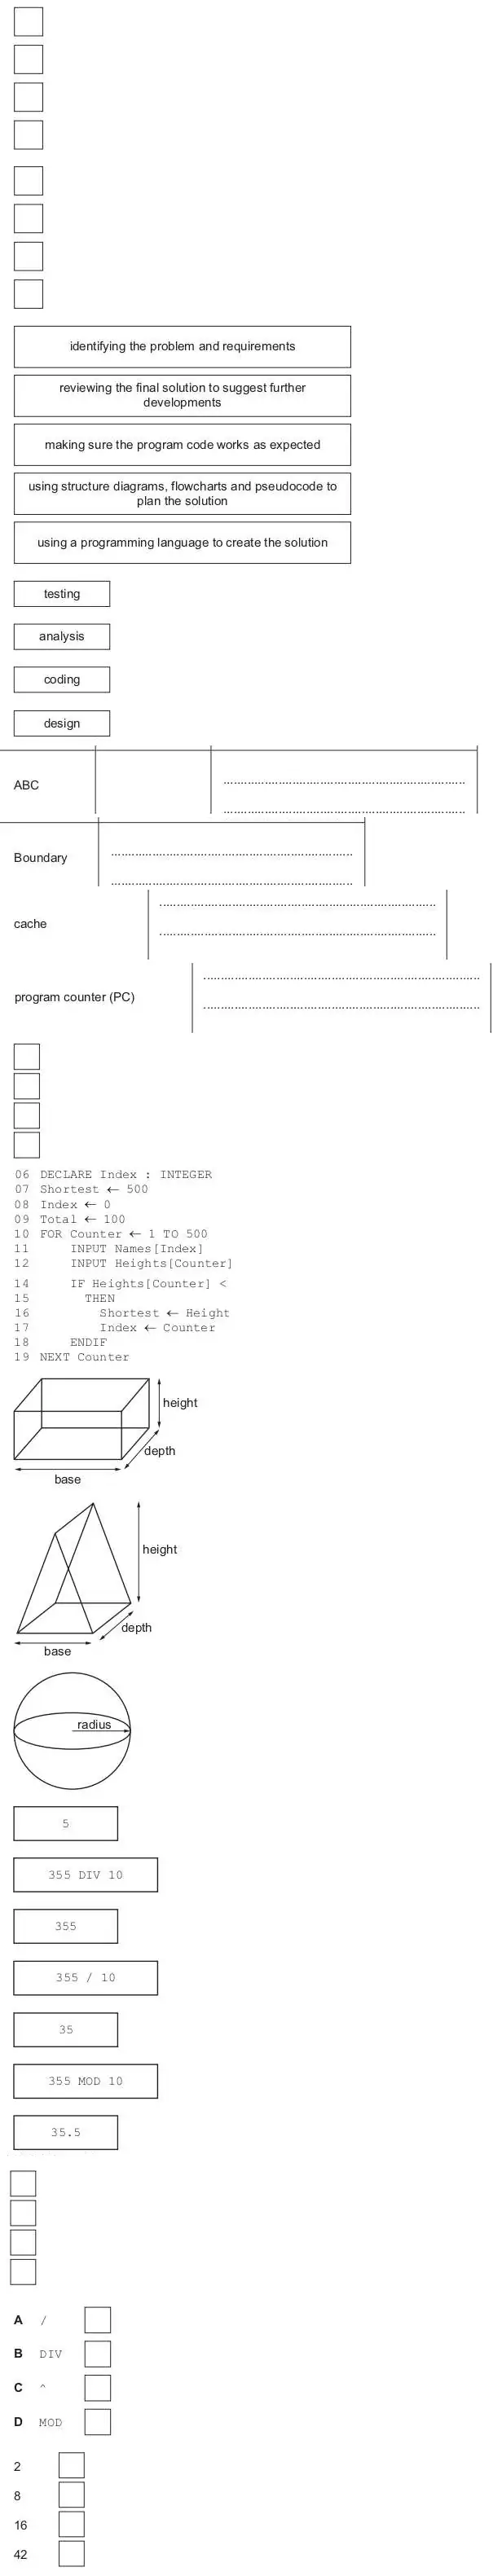 identifying the problem and requirements
reviewing the final solution to suggest further
developments
making sure the program code works as expected
using structure diagrams, flowcharts and pseudocode to
plan the solution
using a programming language to create the solution
testing
analysis
coding
design
ABC
Boundary
cache
program counter (PC)
06 DECLARE Index : INTEGER
07 Shortest ← 500
08 Index ← 0
09 Total ← 100
10 FOR Counter ← 1 TO 500
11 INPUT Names[Index]
12 INPUT Heights[Counter]
14 IF Heights[Counter] <
15 THEN
16 Shortest ← Height
17 Index ← Counter
18 ENDIF
19 NEXT Counter
height
depth
base
height
depth
base
radius
5
355 DIV 10
355
355 / 10
35
355 MOD 10
35.5
A /
B DIV
C ^
D MOD
2
8
16
42